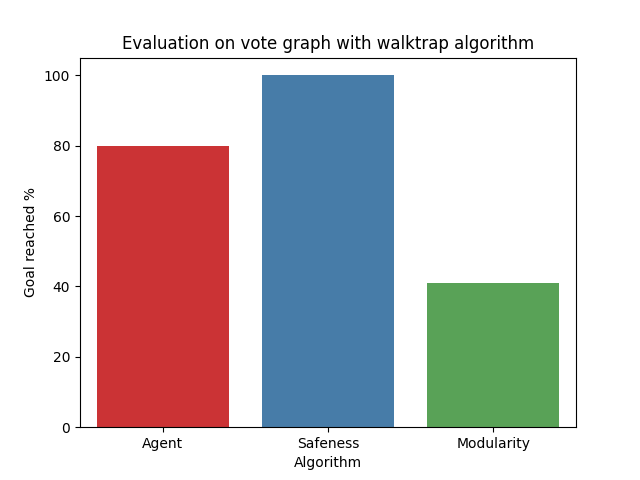 Evaluation on vote graph with walktrap algorithm
Goal reached %
100
80
60
40
20
0
Agent
Safeness
Modularity
Algorithm